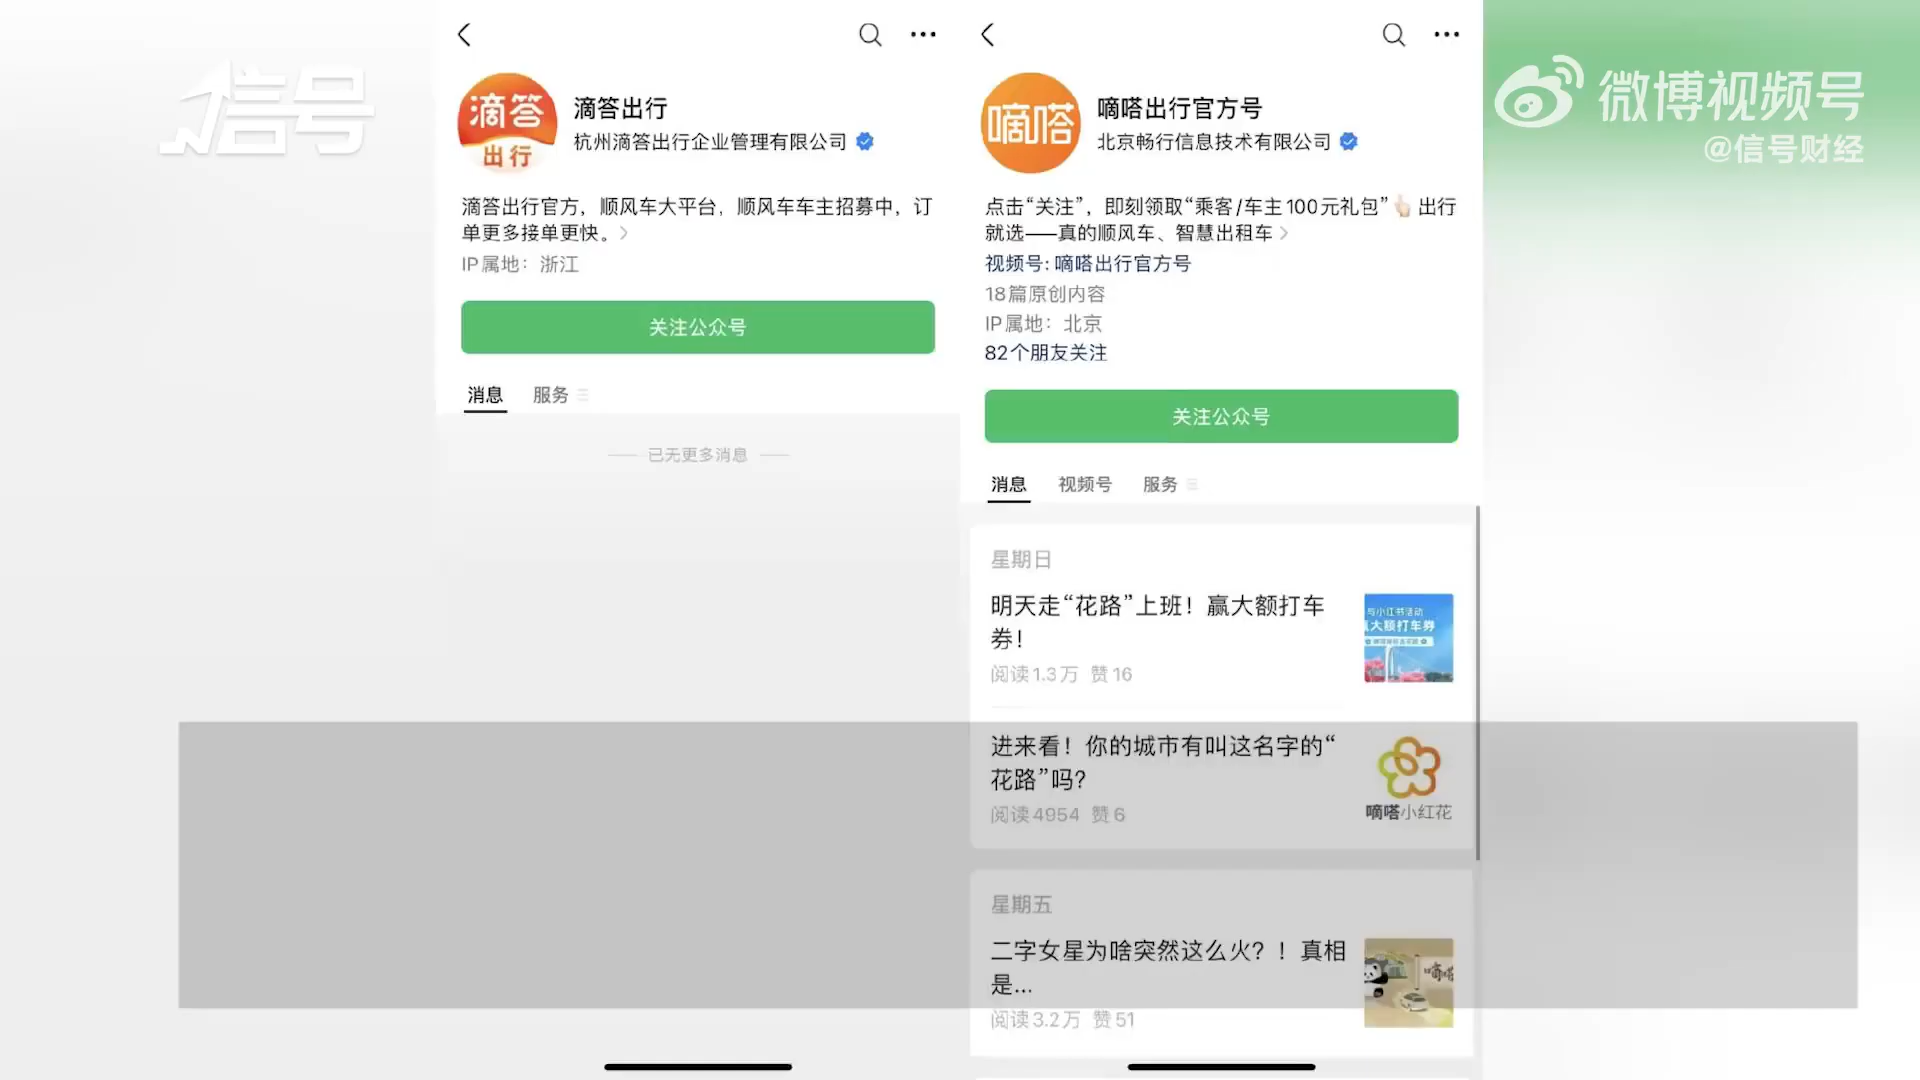 信号
滴答
出行
滴答出行
杭州滴答出行企业管理有限公司
滴答出行官方，顺风车大平台，顺风车车主招募中，订
单更多接单更快。
IP属地：浙江
关注公众号
消息 服务
已无更多消息
嘀嗒
嘀嗒出行官方号
北京畅行信息技术有限公司
点击“关注”，即刻领取“乘客/车主100元礼包”👆🏻出行
就选——真的顺风车、智慧出租车
视频号: 嘀嗒出行官方号
18篇原创内容
IP属地：北京
82个朋友关注
关注公众号
消息 视频号 服务
星期日
明天走“花路”上班！赢大额打车
券！
阅读1.3万 赞16
与小红书活动
赢大额打车券
进来看！你的城市有叫这名字的“
花路”吗？
阅读4954 赞6
嘀嗒小红花
星期五
二字女星为啥突然这么火？！真相
是...
阅读3.2万 赞51
嘀嗒
微博视频号
@信号财经